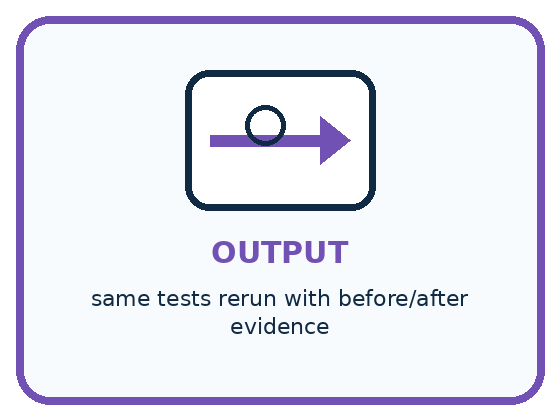 OUTPUT
same tests rerun with before/after
evidence